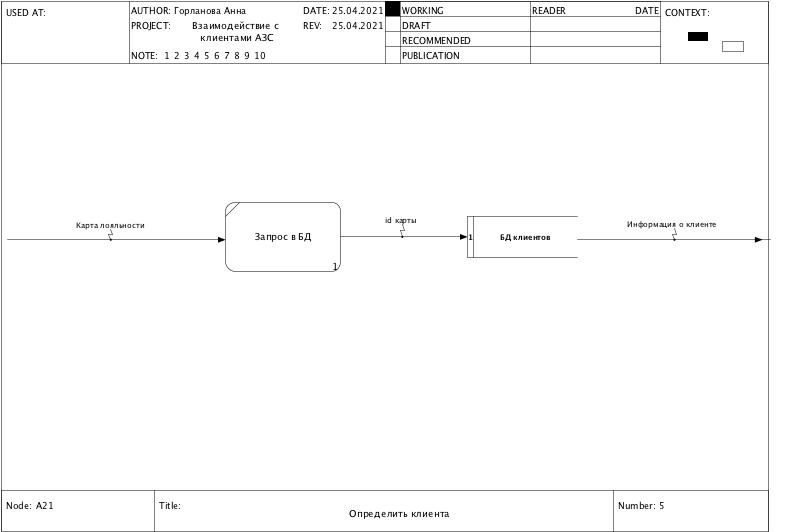 USED AT:
AUTHOR: Горланова Анна
DATE: 25.04.2021
PROJECT: Взаимодействие с
клиентами АЗС
REV: 25.04.2021
NOTE: 1 2 3 4 5 6 7 8 9 10
WORKING
DRAFT
RECOMMENDED
PUBLICATION
READER DATE
CONTEXT:
Карта лояльности
Запрос в БД
1
id карты
1
БД клиентов
Информация о клиенте
Node: A21
Title:
Определить клиента
Number: 5